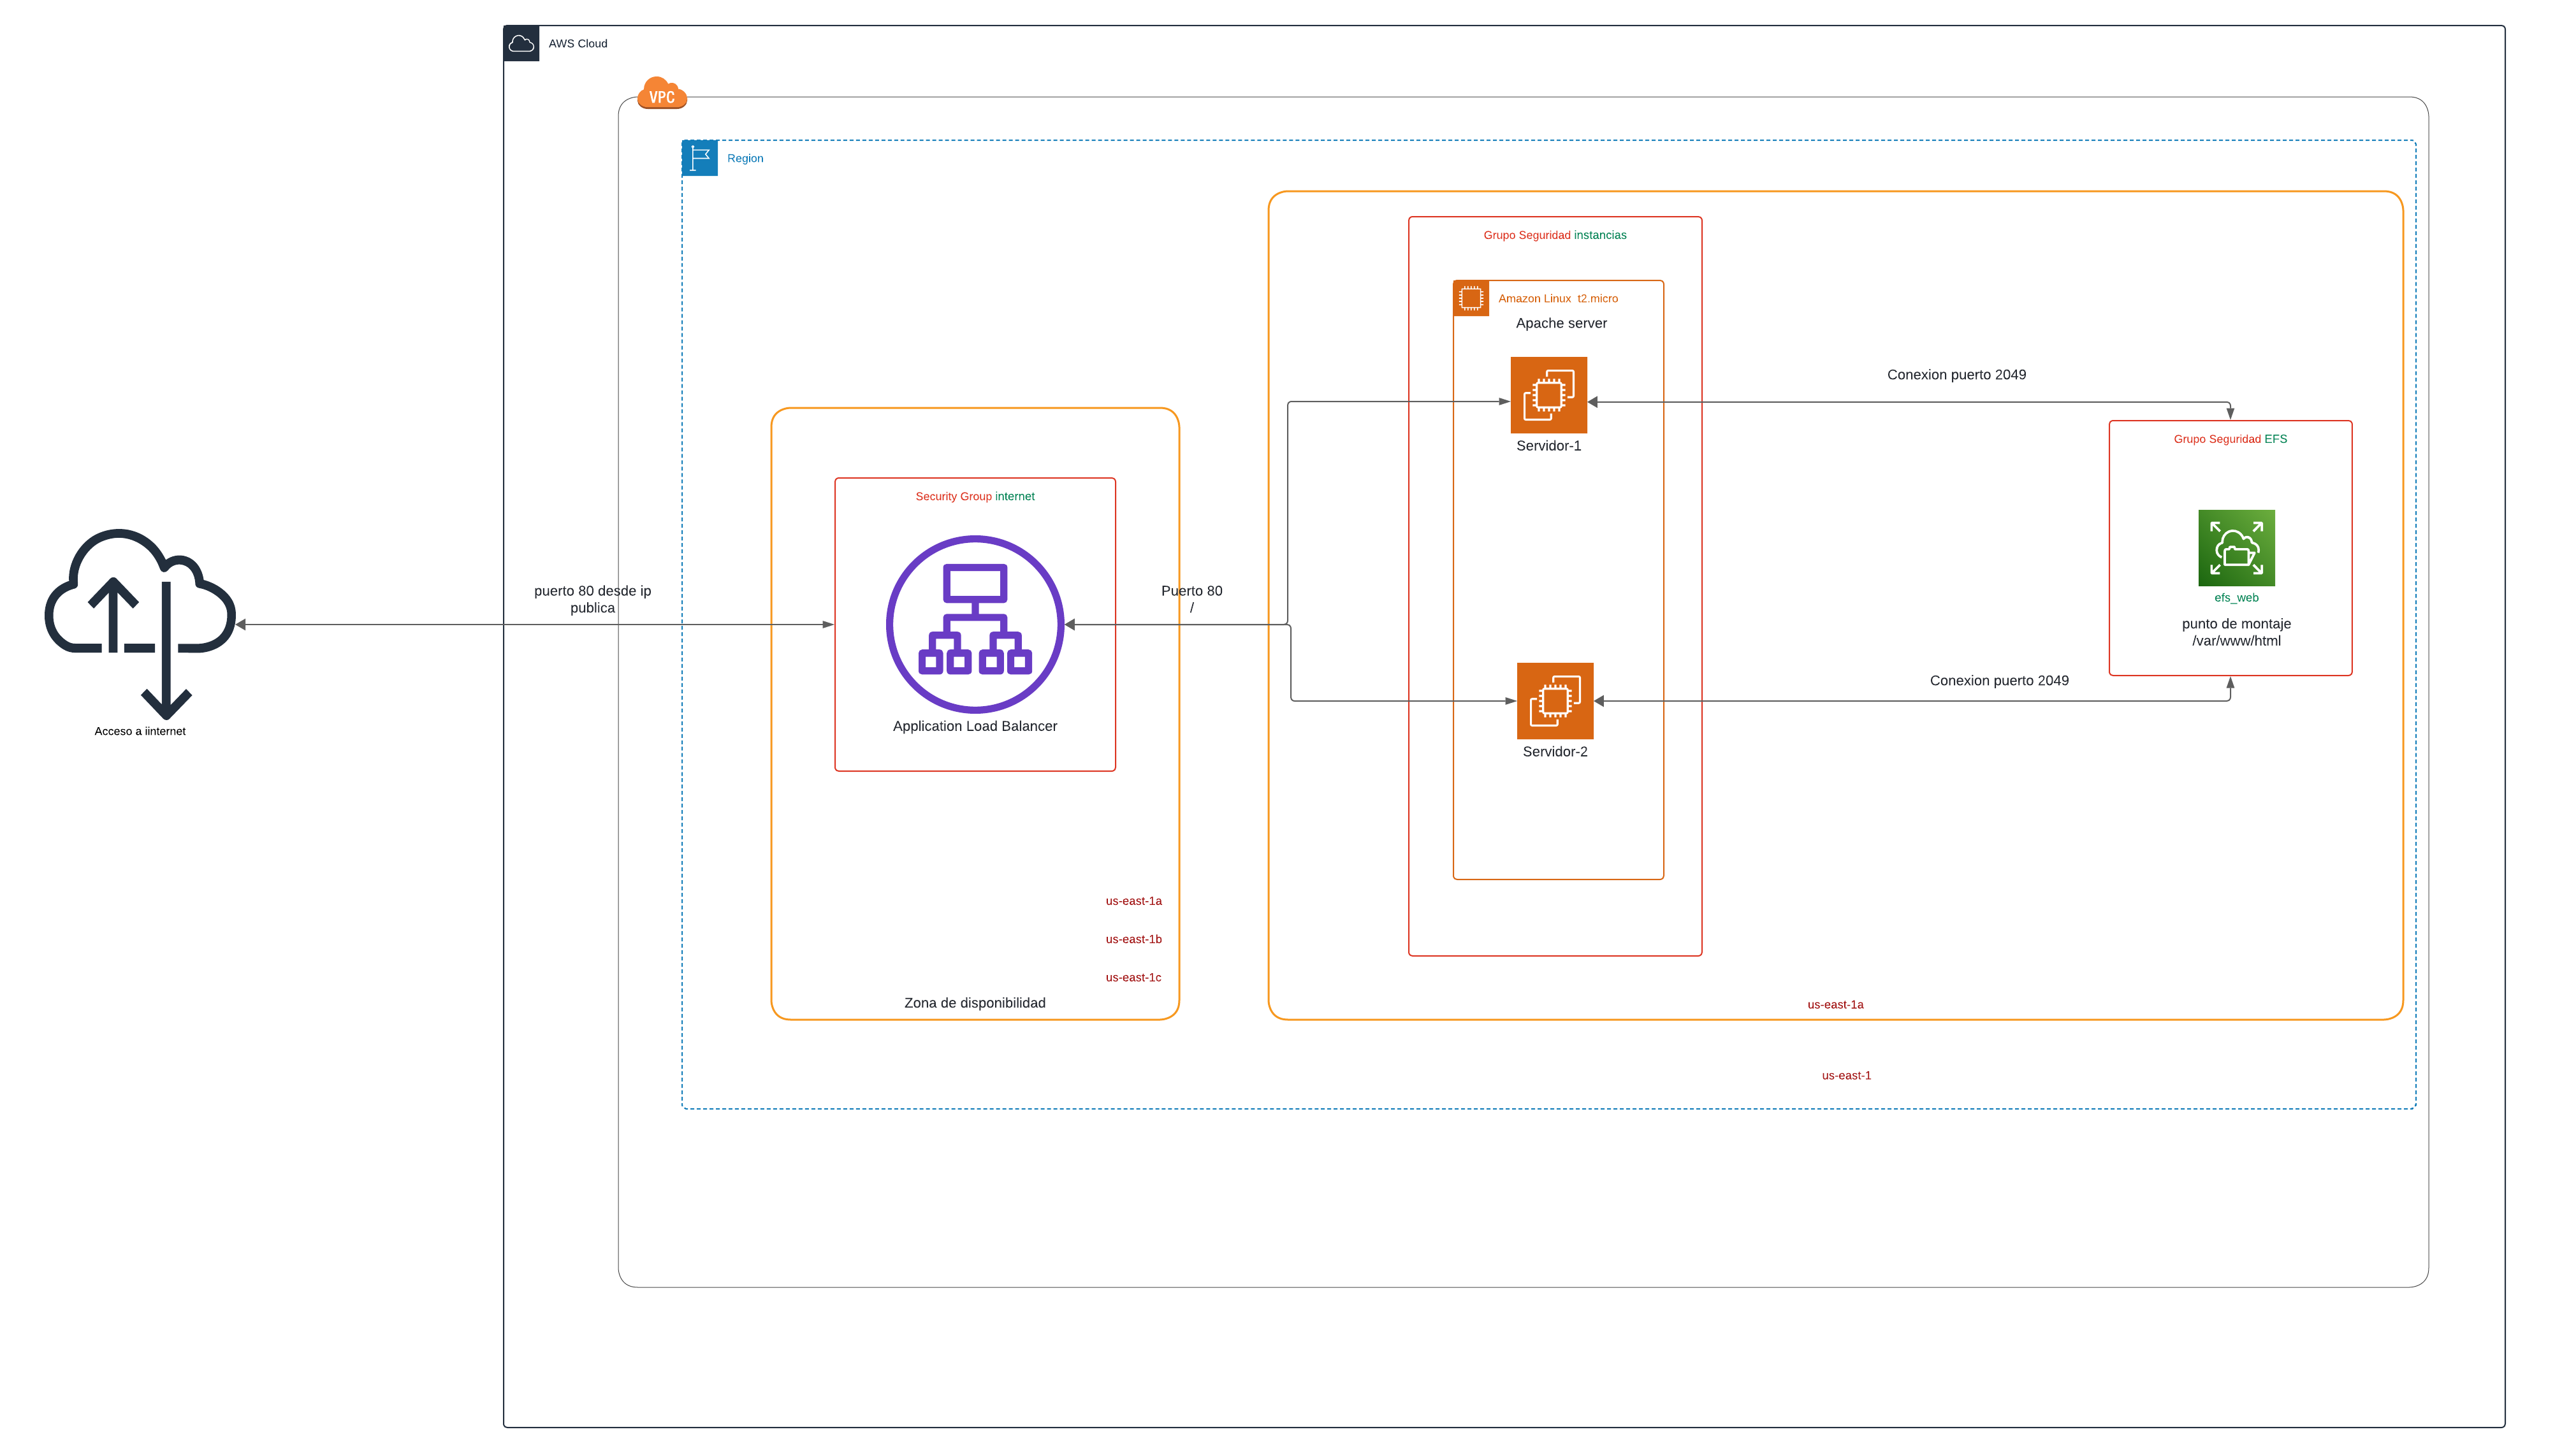 AWS Cloud
VPC
Region
Grupo Seguridad instancias
Amazon Linux  t2.micro
Apache server
Conexion puerto 2049
Servidor-1
Grupo Seguridad EFS
Security Group internet
puerto 80 desde ip
publica
Puerto 80
/
efs_web
punto de montaje
/var/www/html
Conexion puerto 2049
Application Load Balancer
Acceso a iinternet
Servidor-2
us-east-1a
us-east-1b
us-east-1c
Zona de disponibilidad
us-east-1a
us-east-1